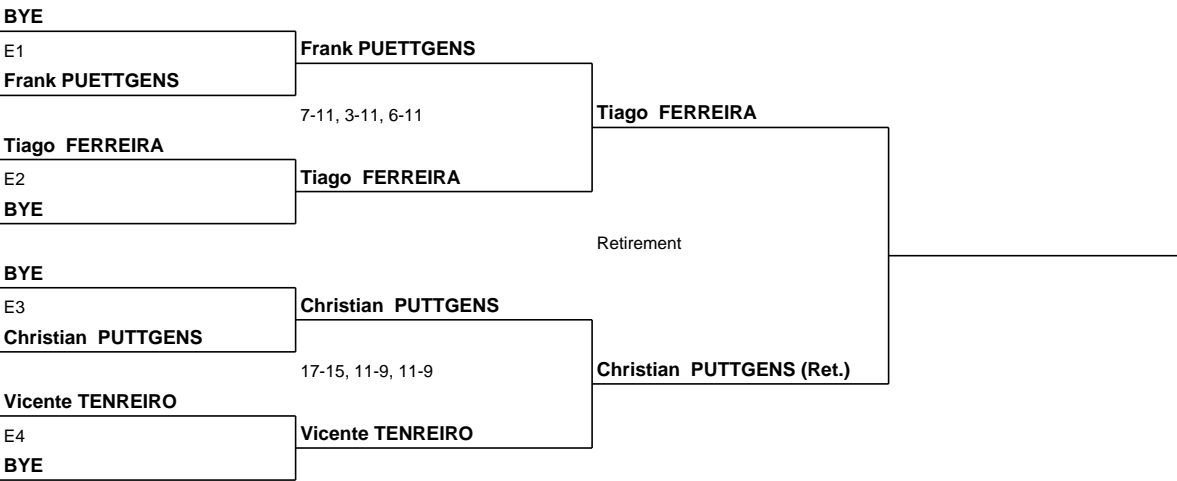 BYE
E1
Frank PUETTGENS
Frank PUETTGENS
7-11, 3-11, 6-11
Tiago FERREIRA
Tiago FERREIRA
E2
Tiago FERREIRA
BYE
Retirement
BYE
E3
Christian PUTTGENS
Christian PUTTGENS
17-15, 11-9, 11-9
Christian PUTTGENS (Ret.)
Vicente TENREIRO
E4
Vicente TENREIRO
BYE